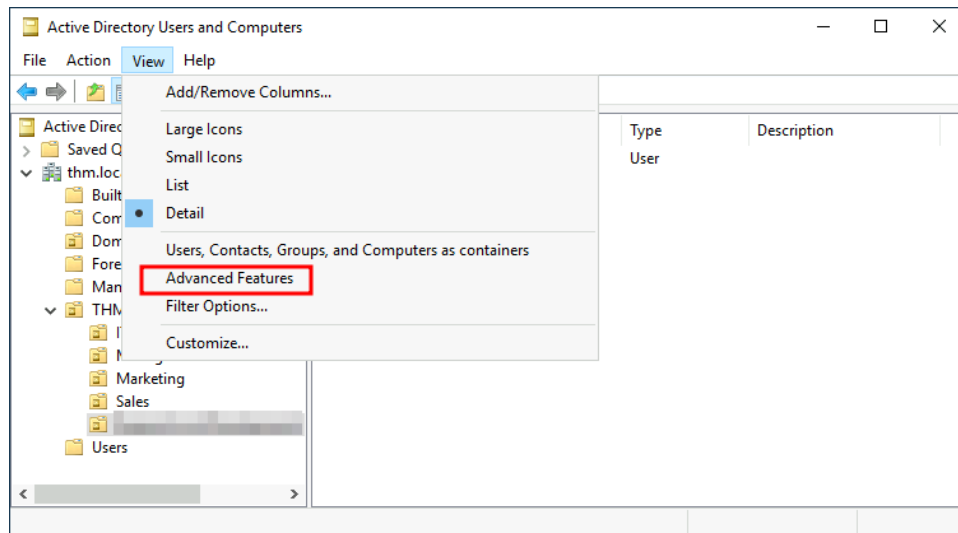 Active Directory Users and Computers
File Action View Help
Add/Remove Columns...
Active Direc
Type Description
Large Icons
Saved Q
Small Icons
User
thm.loc
List
Built
Detail
Com
Users, Contacts, Groups, and Computers as containers
Dom
Fore
Advanced Features
Man
Filter Options...
THM
Customize...
Marketing
Sales
Users